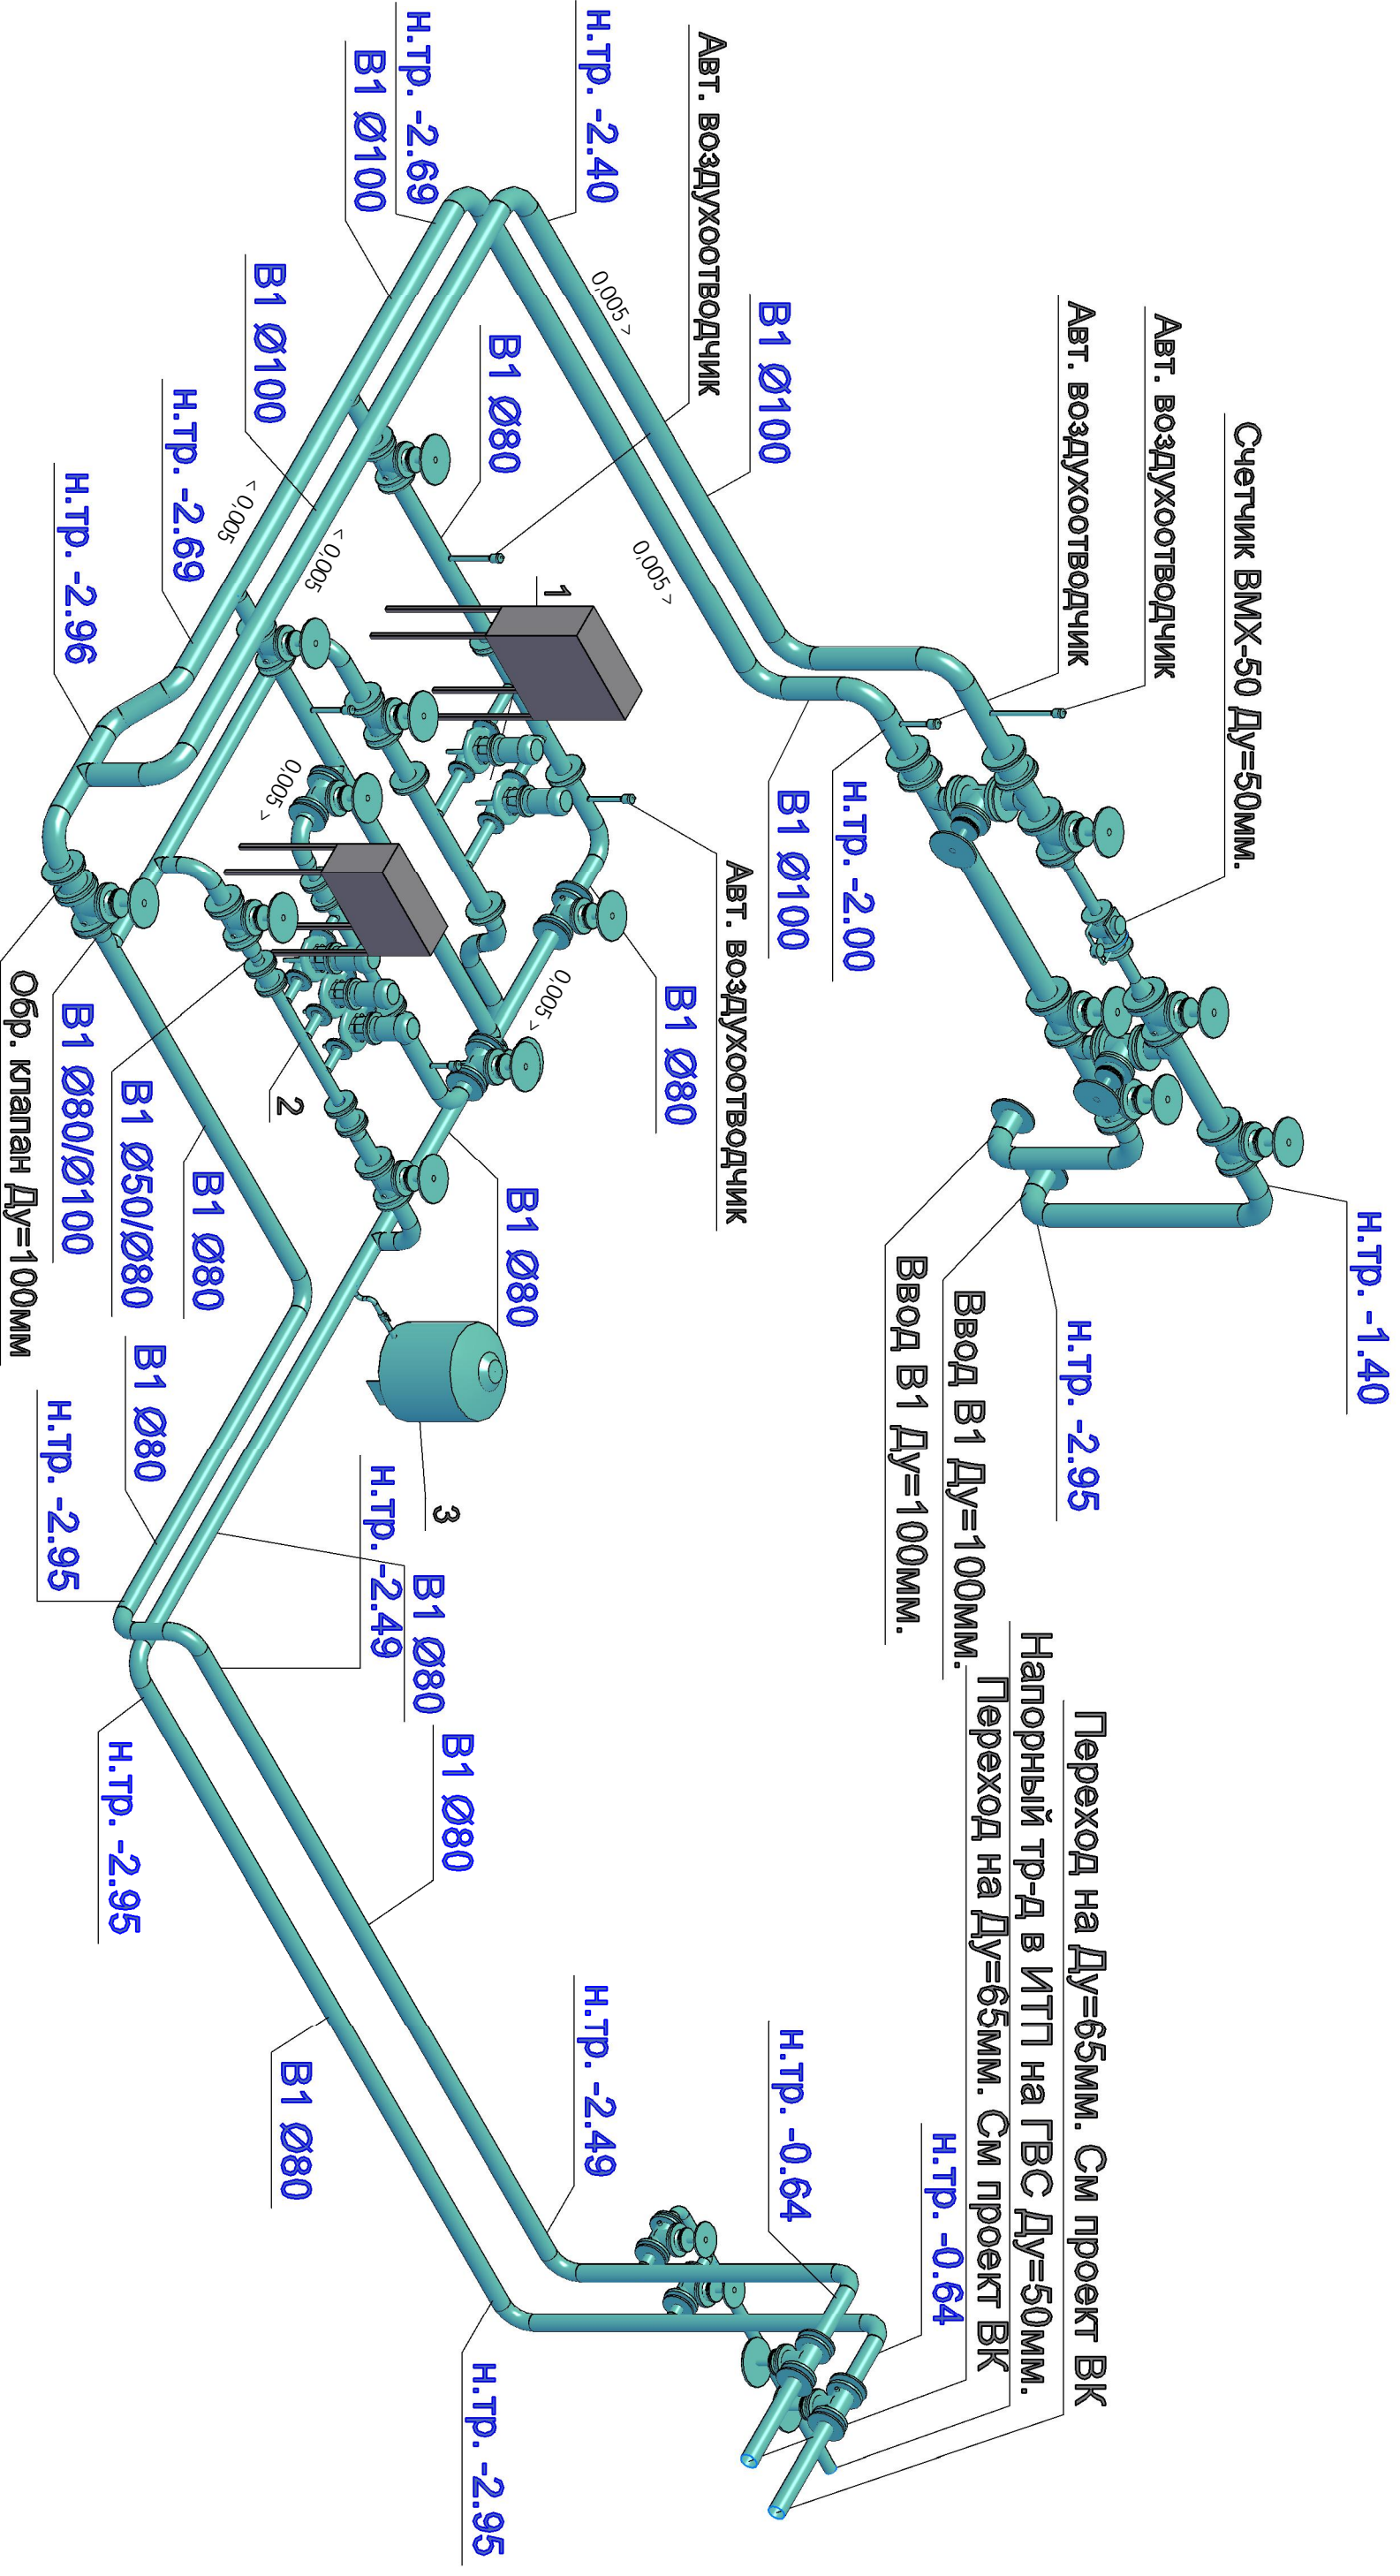 н.тр. -1.40
Счетчик ВМХ-50 Ду=50мм.
Авт. воздухоотводчик
Авт. воздухоотводчик
н.тр. -2.95
Переход на Ду=65мм. См проект ВК
Напорный тр-д в ИТП на ГВС Ду=50мм.
Переход на Ду=65мм. См проект ВК
Ввод В1 Ду=100мм.
Ввод В1 Ду=100мм.
н.тр. -0.64
н.тр. -0.64
н.тр. -2.00
В1 Ø100
В1 Ø100
Авт. воздухоотводчик
Авт. воздухоотводчик
В1 Ø80
н.тр. -2.40
0,005 >
0,005 >
н.тр. -2.49
1
0,005 >
В1 Ø80
В1 Ø80
н.тр. -2.69
В1 Ø100
3
н.тр. -2.49
В1 Ø80
В1 Ø80
н.тр. -2.95
< 0,005
0,005 >
2
В1 Ø80
В1 Ø100
< 0,005
н.тр. -2.69
В1 Ø80
В1 Ø50/Ø80
В1 Ø80
н.тр. -2.95
н.тр. -2.96
В1 Ø80/Ø100
н.тр. -2.95
Обр. клапан Ду=100мм